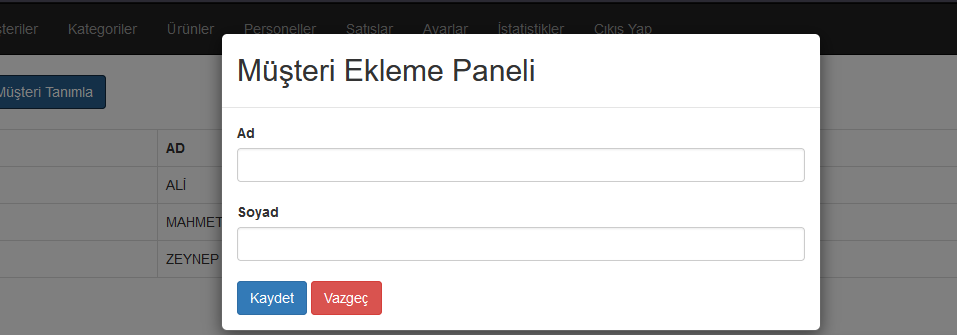 şteriler Kategoriler Ürünler Personeller Satışlar Ayarlar İstatistikler Çıkış Yap
Müşteri Ekleme Paneli
Müşteri Tanımla
Ad
AD
ALİ
Soyad
MAHMET
ZEYNEP
Kaydet Vazgeç